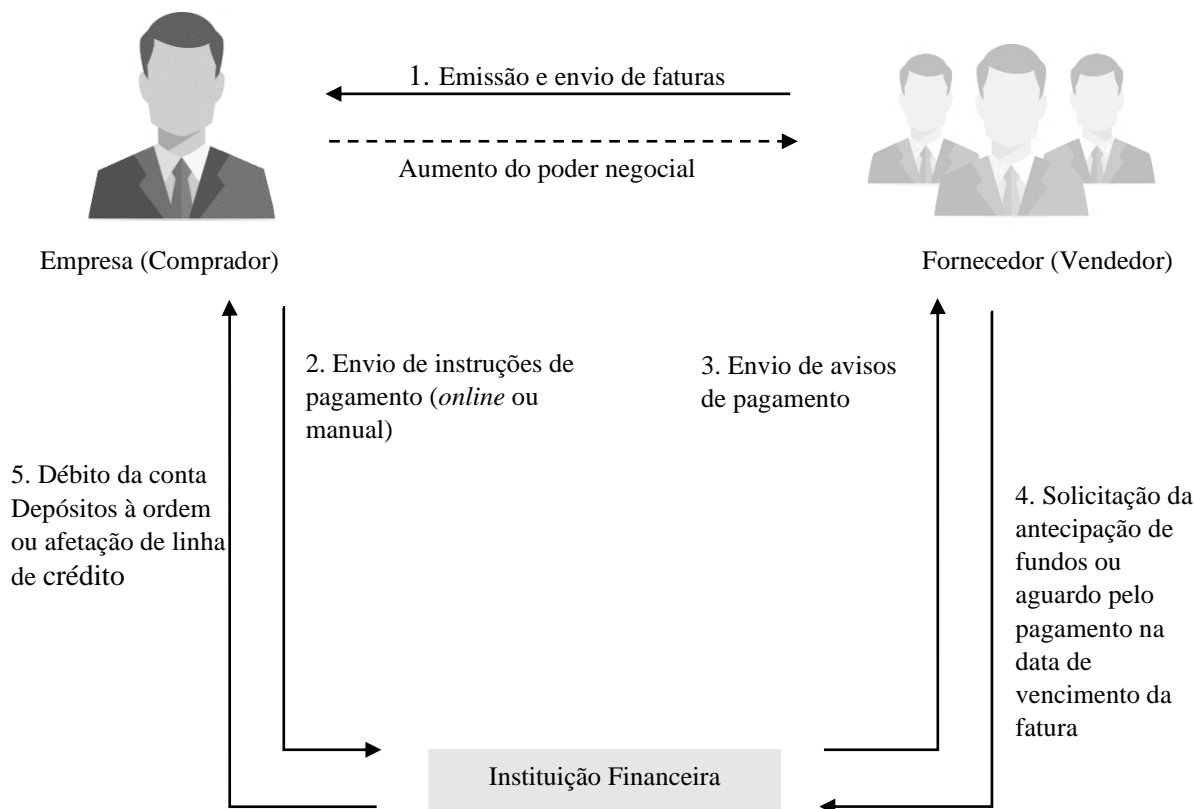 1. Emissão e envio de faturas
Aumento do poder negocial
Empresa (Comprador)
Fornecedor (Vendedor)
2. Envio de instruções de
pagamento (online ou
manual)
3. Envio de avisos
de pagamento
5. Débito da conta
Depósitos à ordem
ou afetação de linha
de crédito
4. Solicitação da
antecipação de
fundos ou
aguardo pelo
pagamento na
data de
vencimento da
fatura
Instituição Financeira